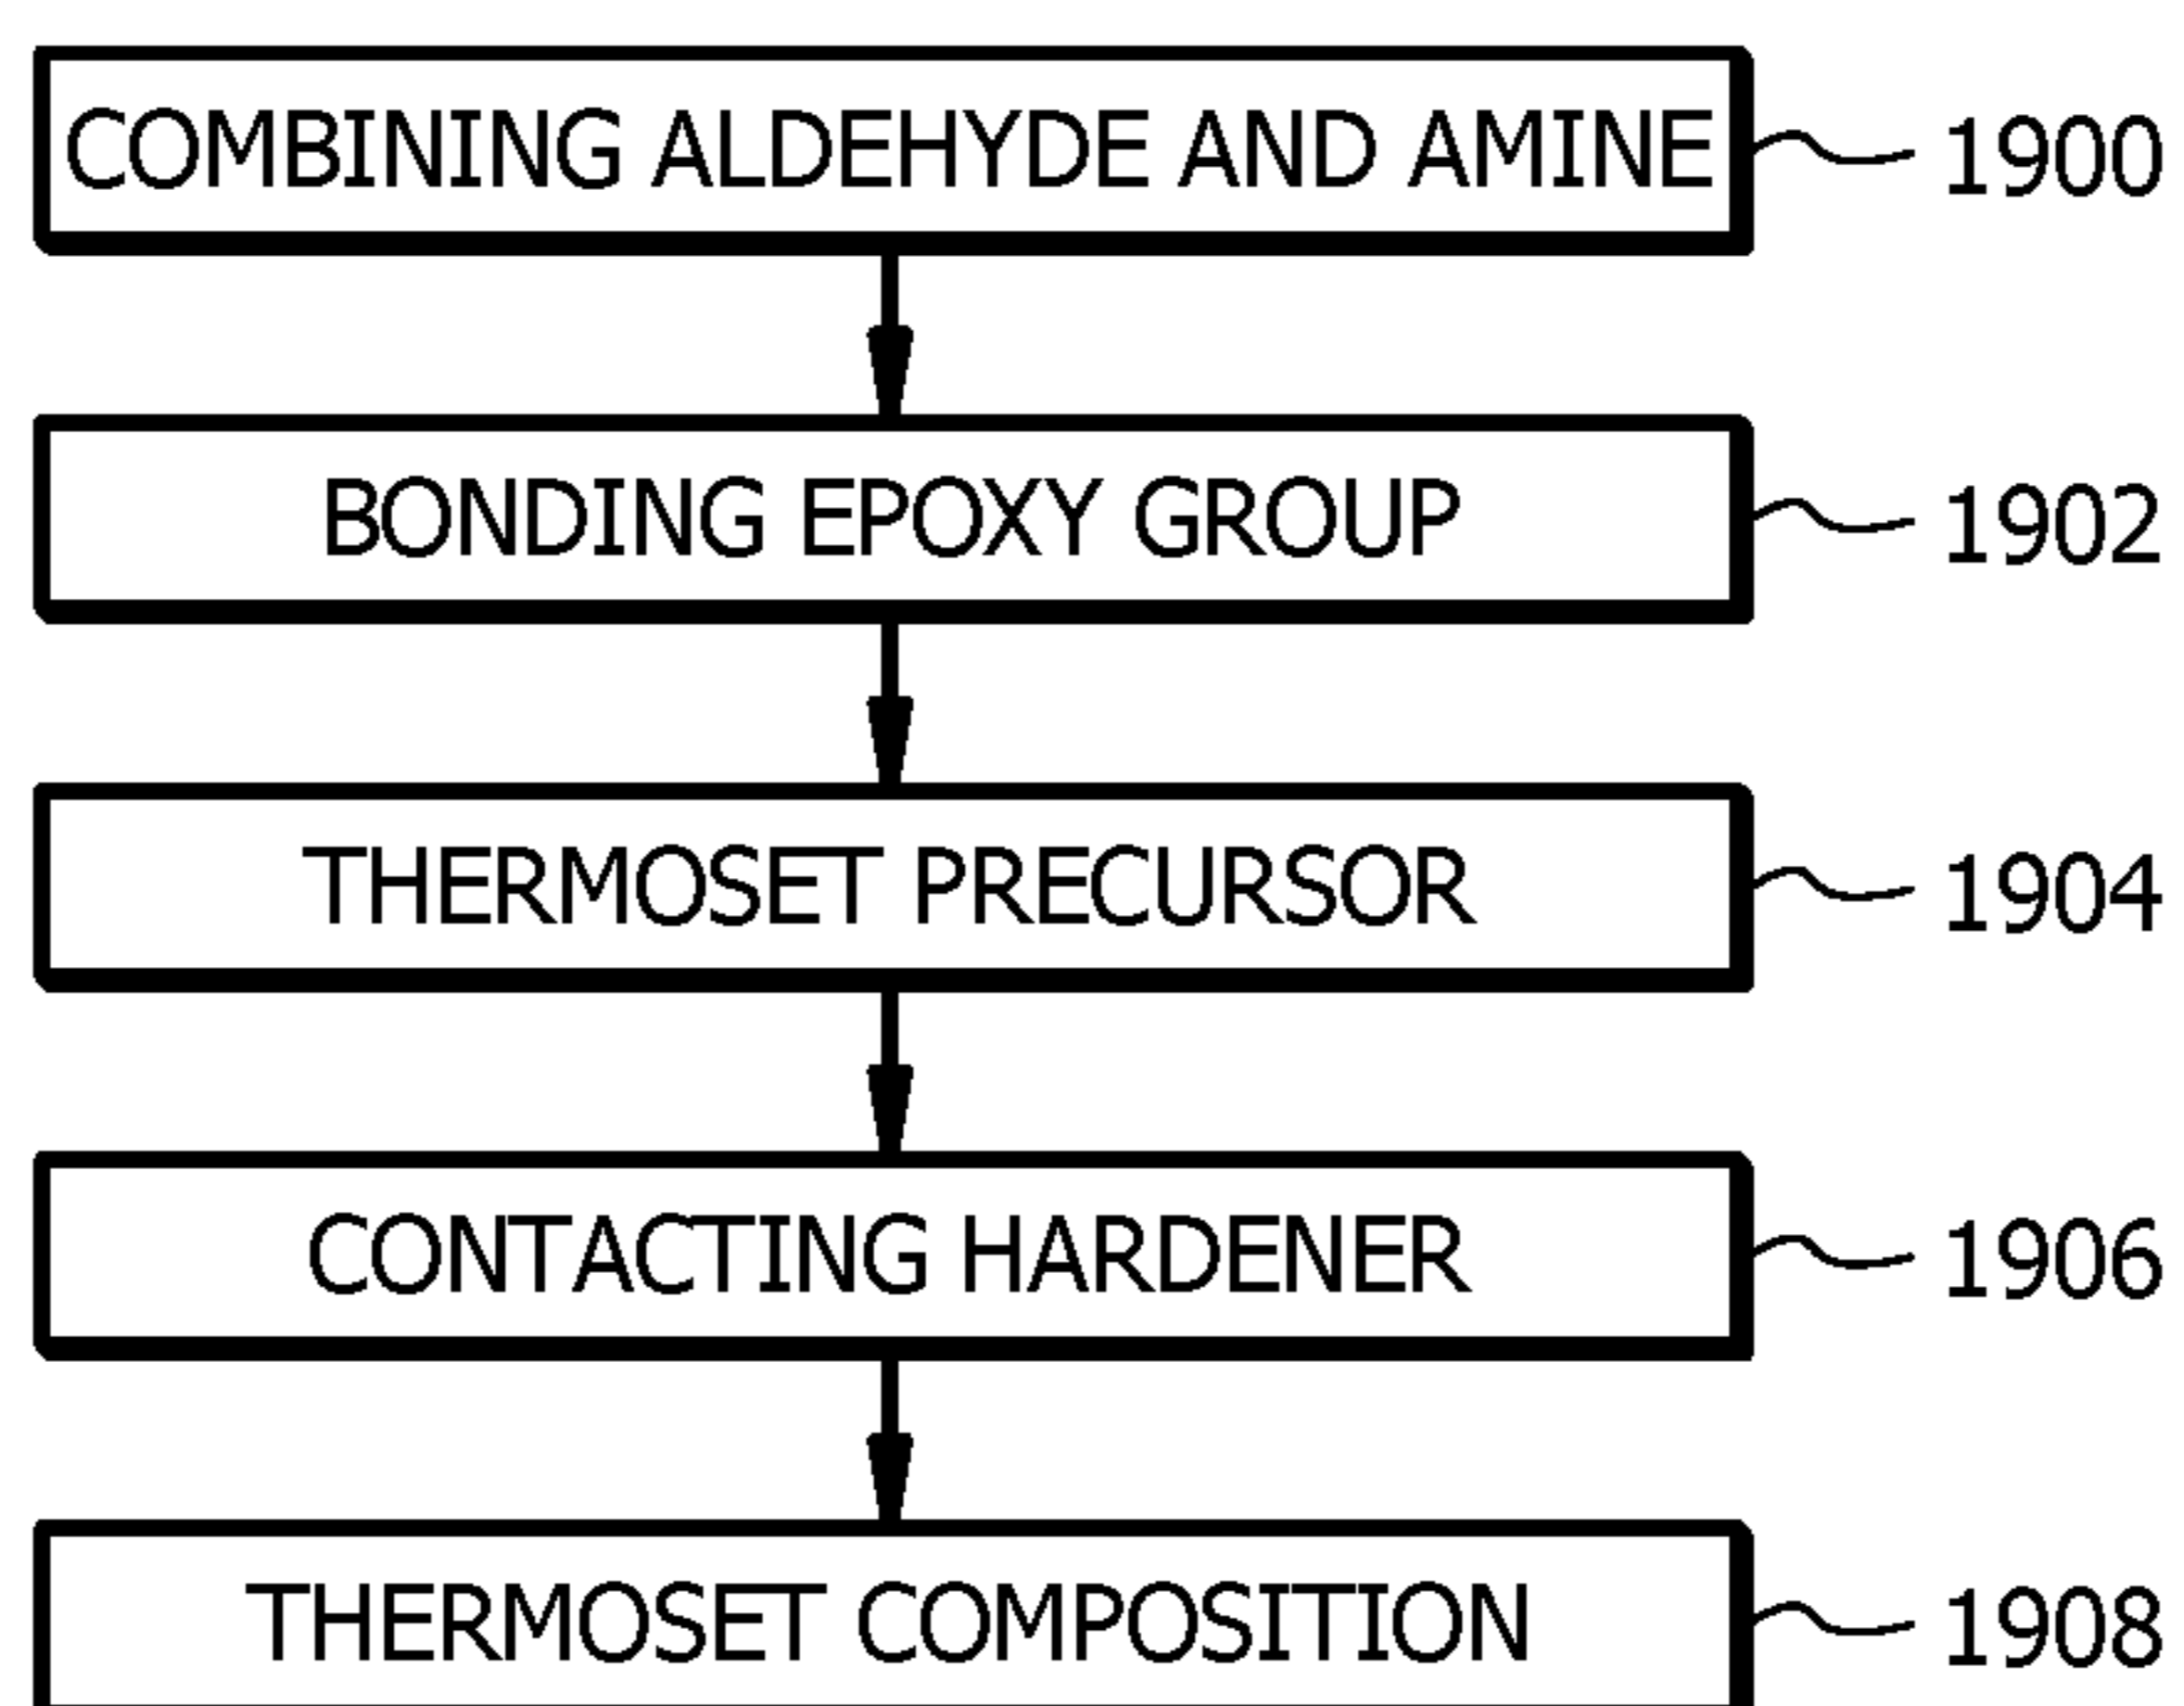 COMBINING ALDEHYDE AND AMINE 1900
BONDING EPOXY GROUP 1902
THERMOSET PRECURSOR 1904
CONTACTING HARDENER 1906
THERMOSET COMPOSITION 1908